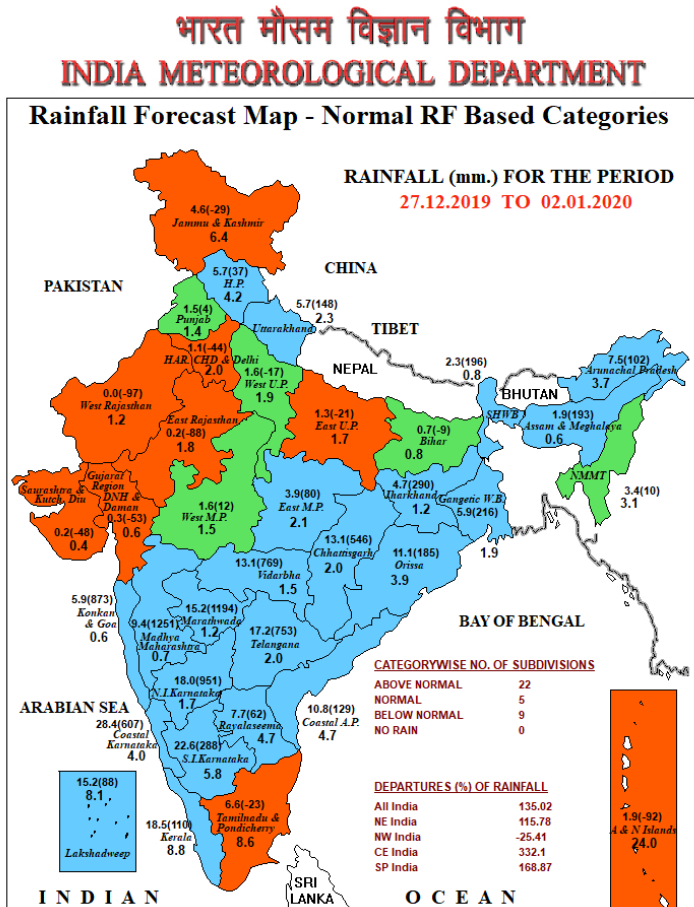 भारत मौसम विज्ञान विभाग
INDIA METEOROLOGICAL DEPARTMENT
Rainfall Forecast Map - Normal RF Based Categories
RAINFALL (mm.) FOR THE PERIOD
27.12.2019 TO 02.01.2020
4.6(-29)
Jammu & Kashmir
6.4
CHINA
PAKISTAN
5.7(37)
H.P.
4.2
5.7(148)
Uttarakhand
2.3
TIBET
1.5(4)
Punjab
1.4
1.1(-44)
HAR. CHD & Delhi
2.0
NEPAL
2.3(196)
0.8
BHUTAN
7.5(102)
Arunachal Pradesh
3.7
1.6(-17)
West U.P.
1.9
0.0(-97)
West Rajasthan
1.2
East Rajasthan
0.2(-88)
1.8
1.3(-21)
East U.P.
1.7
0.7(-9)
Bihar
0.8
SHWB
1.9(193)
Assam & Meghalaya
0.6
NMMT
3.4(10)
3.1
Saurashtra &
Kutch, Diu
0.2(-48)
0.4
Gujarat
Region
DNH &
Daman
0.3(-53)
0.6
1.6(12)
West M.P.
1.5
3.9(80)
East M.P.
2.1
4.7(290)
Jharkhand
1.2
Gangetic W.B.
5.9(216)
1.9
13.1(546)
Chhattisgarh
2.0
11.1(185)
Orissa
3.9
13.1(769)
Vidarbha
1.5
5.9(873)
Konkan
& Goa
0.6
9.4(1251)
Madhya
Maharashtra
0.7
15.2(1194)
Marathwada
1.2
17.2(753)
Telangana
2.0
BAY OF BENGAL
18.0(951)
N.I.Karnataka
1.7
ARABIAN SEA
28.4(607)
Coastal
Karnataka
4.0
7.7(62)
Rayalaseema
4.7
10.8(129)
Coastal A.P.
4.7
22.6(288)
S.I.Karnataka
5.8
CATEGORYWISE NO. OF SUBDIVISIONS
ABOVE NORMAL 22
NORMAL 5
BELOW NORMAL 9
NO RAIN 0
15.2(88)
8.1
Lakshadweep
18.5(110)
Kerala
8.8
6.6(-23)
Tamilnadu &
Pondicherry
8.6
DEPARTURES (%) OF RAINFALL
All India 135.02
NE India 115.78
NW India -25.41
CE India 332.1
SP India 168.87
1.9(-92)
A & N Islands
24.0
SRI
LANKA
INDIAN OCEAN